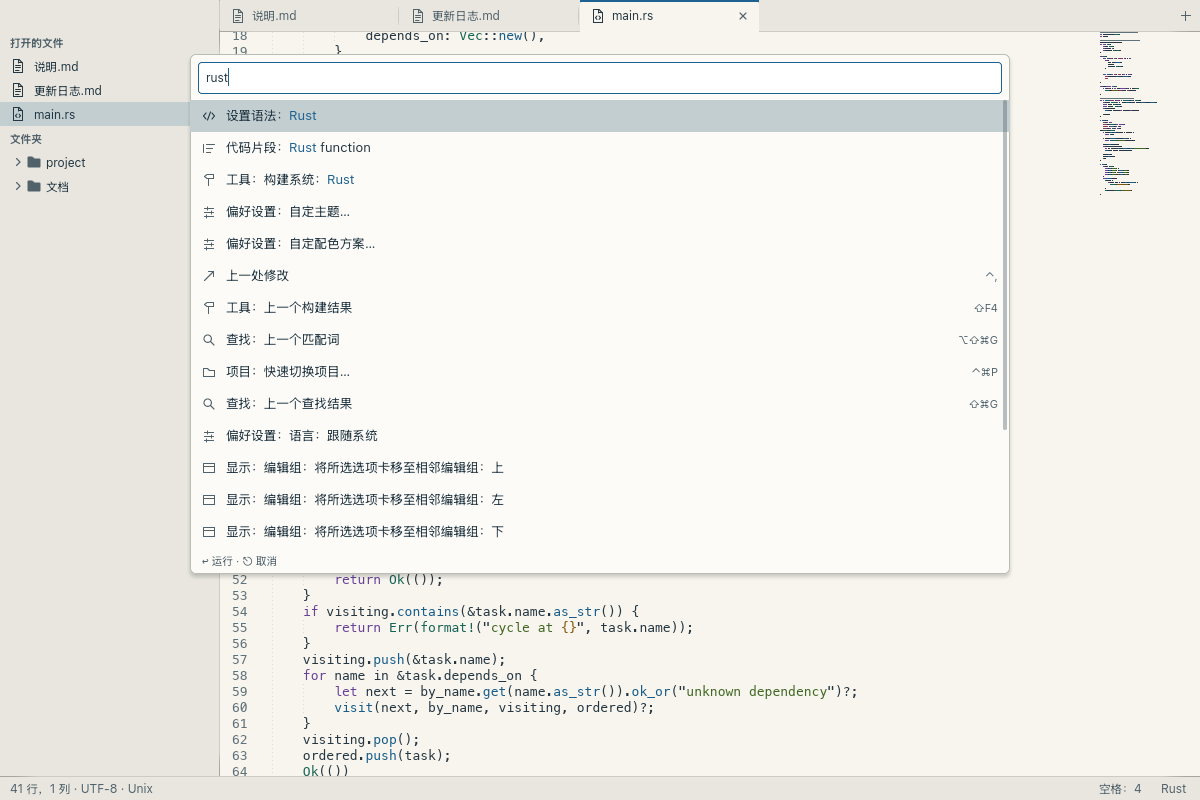 说明.md
更新日志.md
main.rs
打开的文件
说明.md
更新日志.md
main.rs
文件夹
project
文档
18 depends_on: Vec::new(),
19 }
rust
设置语法：Rust
代码片段：Rust function
工具：构建系统：Rust
偏好设置：自定主题…
偏好设置：自定配色方案…
上一处修改 ⌃,
工具：上一个构建结果 ⇧F4
查找：上一个匹配词 ⌥⇧⌘G
项目：快速切换项目… ⌃⌘P
查找：上一个查找结果 ⇧⌘G
偏好设置：语言：跟随系统
显示：编辑组：将所选选项卡移至相邻编辑组：上
显示：编辑组：将所选选项卡移至相邻编辑组：左
显示：编辑组：将所选选项卡移至相邻编辑组：下
↩ 运行 · ⎋ 取消
52 return Ok(());
53 }
54 if visiting.contains(&task.name.as_str()) {
55 return Err(format!("cycle at {}", task.name));
56 }
57 visiting.push(&task.name);
58 for name in &task.depends_on {
59 let next = by_name.get(name.as_str()).ok_or("unknown dependency")?;
60 visit(next, by_name, visiting, ordered)?;
61 }
62 visiting.pop();
63 ordered.push(task);
64 Ok(())
41 行，1 列 · UTF-8 · Unix
空格：4
Rust